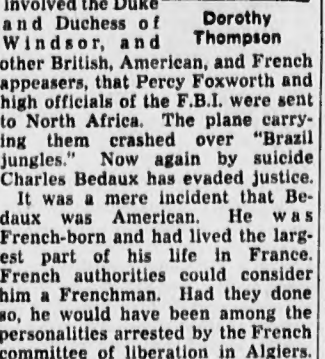 involved the Duke
and Duchess of
Windsor, and
Dorothy
Thompson
other British, American, and French
appeasers, that Percy Foxworth and
high officials of the F.B.I. were sent
to North Africa. The plane carry-
ing them crashed over "Brazil
jungles." Now again by suicide
Charles Bedaux has evaded justice.
It was a mere incident that Be-
daux was American. He was
French-born and had lived the larg-
est part of his life in France.
French authorities could consider
him a Frenchman. Had they done
so, he would have been among the
personalities arrested by the French
committee of liberation in Algiers.